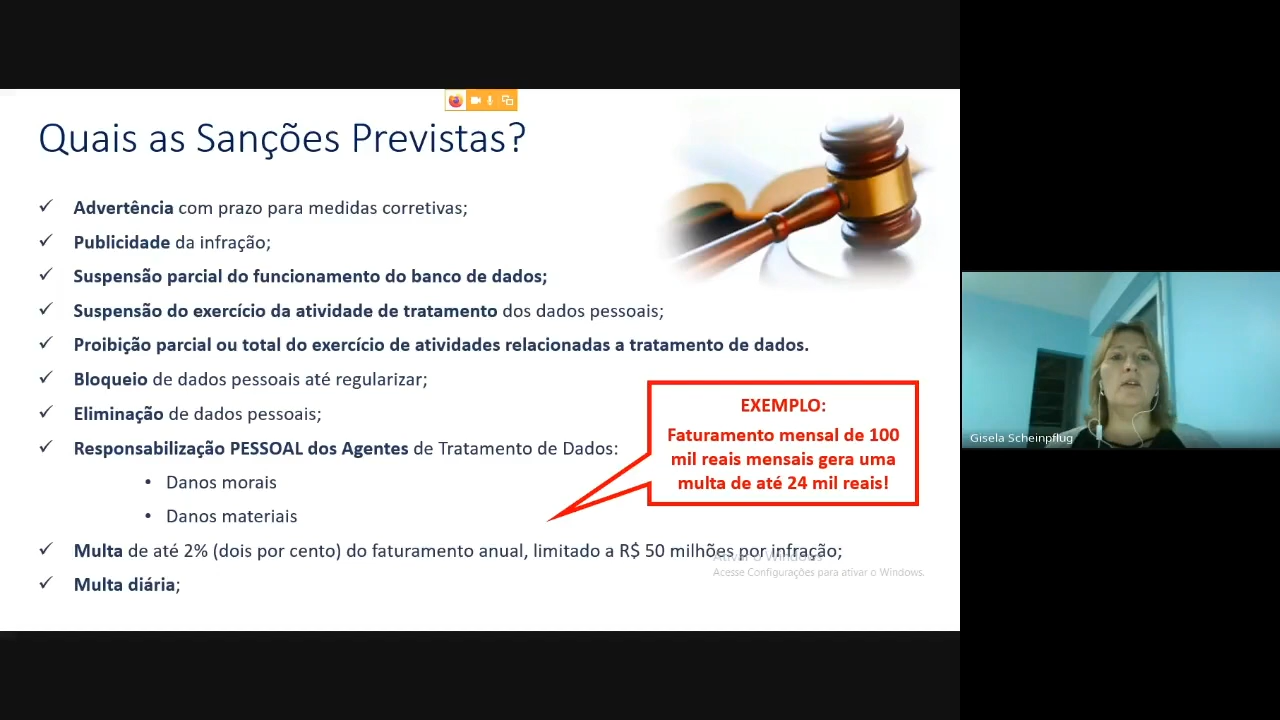 Quais as Sanções Previstas?
✓ Advertência com prazo para medidas corretivas;
✓ Publicidade da infração;
✓ Suspensão parcial do funcionamento do banco de dados;
✓ Suspensão do exercício da atividade de tratamento dos dados pessoais;
✓ Proibição parcial ou total do exercício de atividades relacionadas a tratamento de dados.
✓ Bloqueio de dados pessoais até regularizar;
✓ Eliminação de dados pessoais;
✓ Responsabilização PESSOAL dos Agentes de Tratamento de Dados:
• Danos morais
• Danos materiais
EXEMPLO:
Faturamento mensal de 100
mil reais mensais gera uma
multa de até 24 mil reais!
✓ Multa de até 2% (dois por cento) do faturamento anual, limitado a R$ 50 milhões por infração;
✓ Multa diária;
Ativar o Windows
Acesse Configurações para ativar o Windows.
Gisela Scheinpflug